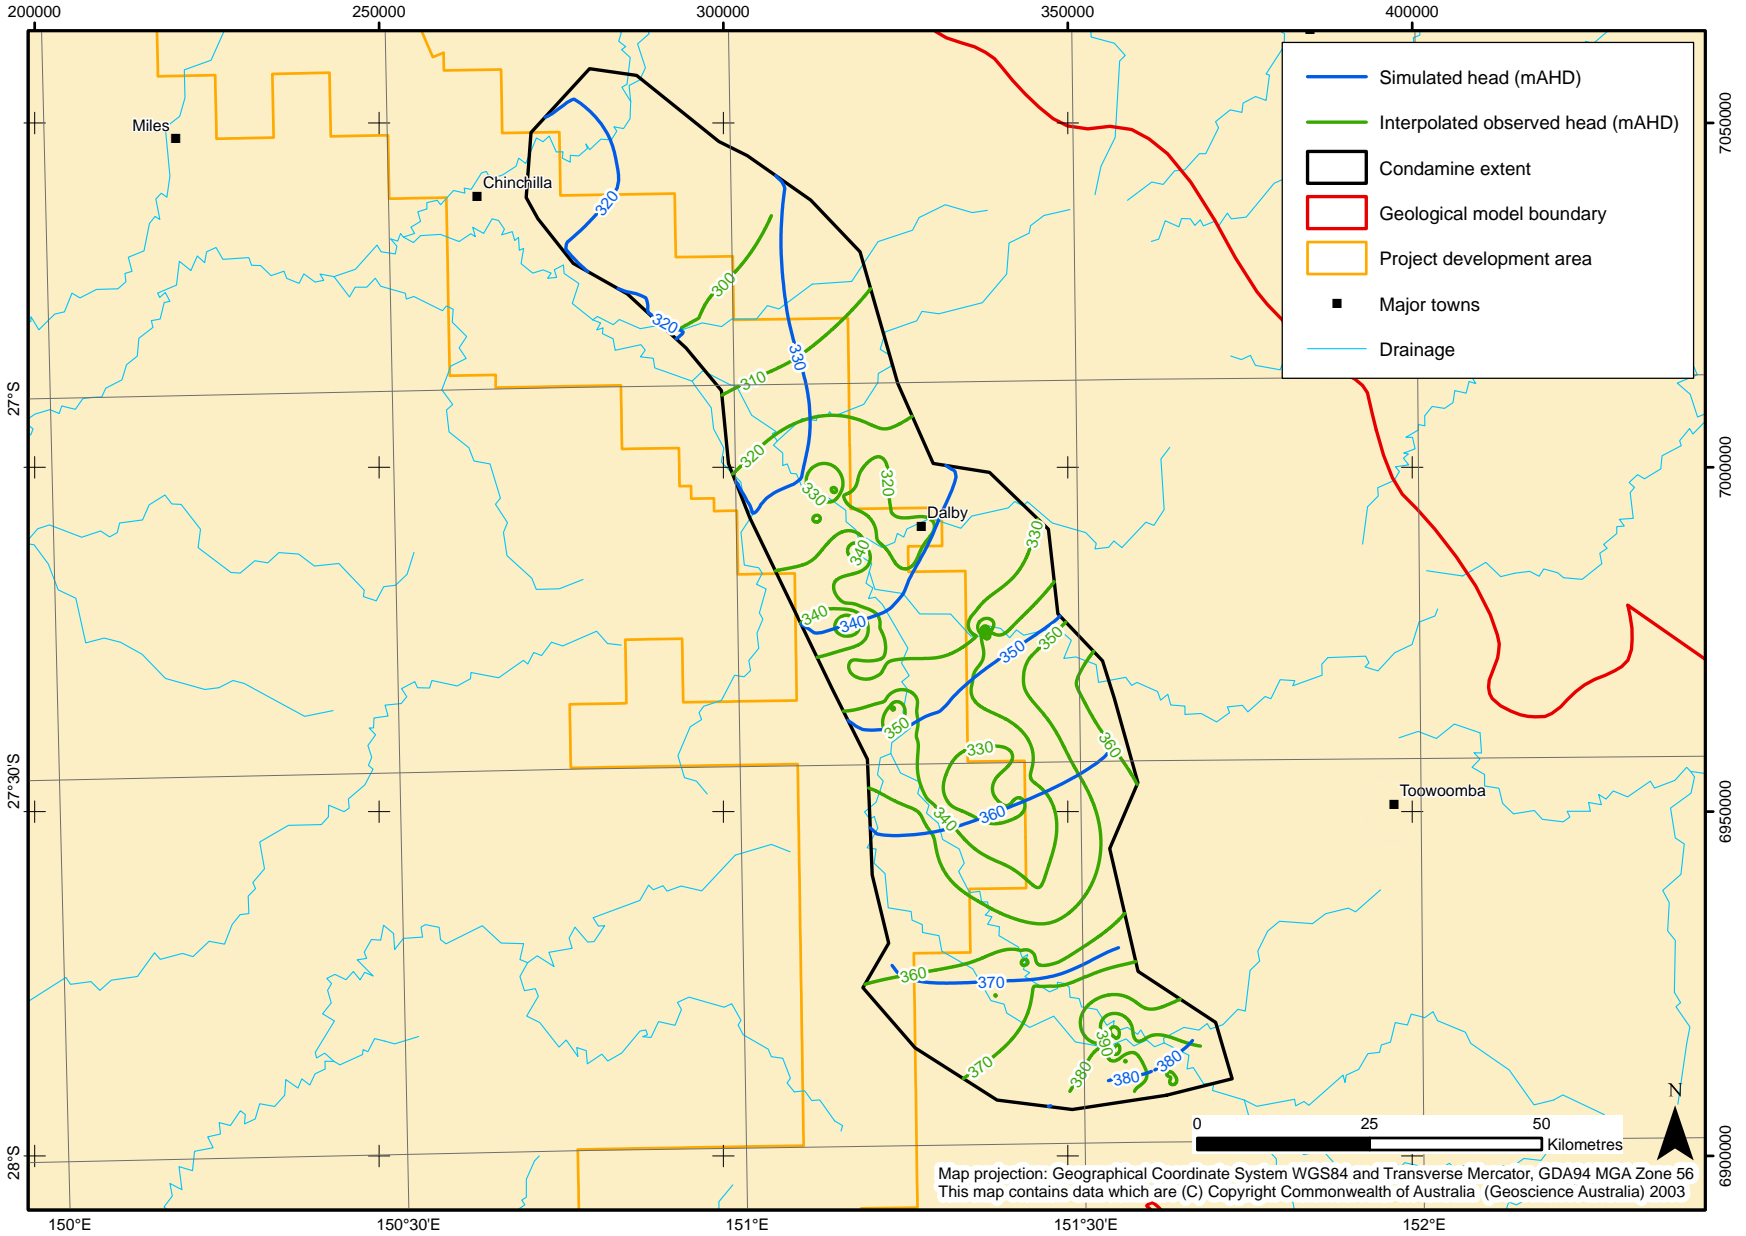 200000
250000
300000
350000
400000
Simulated head (mAHD)
Interpolated observed head (mAHD)
Condamine extent
Geological model boundary
Project development area
Major towns
Drainage
7050000
7000000
6950000
6900000
27°S
27°30'S
28°S
Miles
Chinchilla
Dalby
Toowoomba
320
300
320
330
310
320
330
320
340
330
340
340
350
350
350
360
330
340
360
360
370
370
390
380
380
380
0
25
50
Kilometres
N
Map projection: Geographical Coordinate System WGS84 and Transverse Mercator, GDA94 MGA Zone 56
This map contains data which are (C) Copyright Commonwealth of Australia (Geoscience Australia) 2003
150°E
150°30'E
151°E
151°30'E
152°E